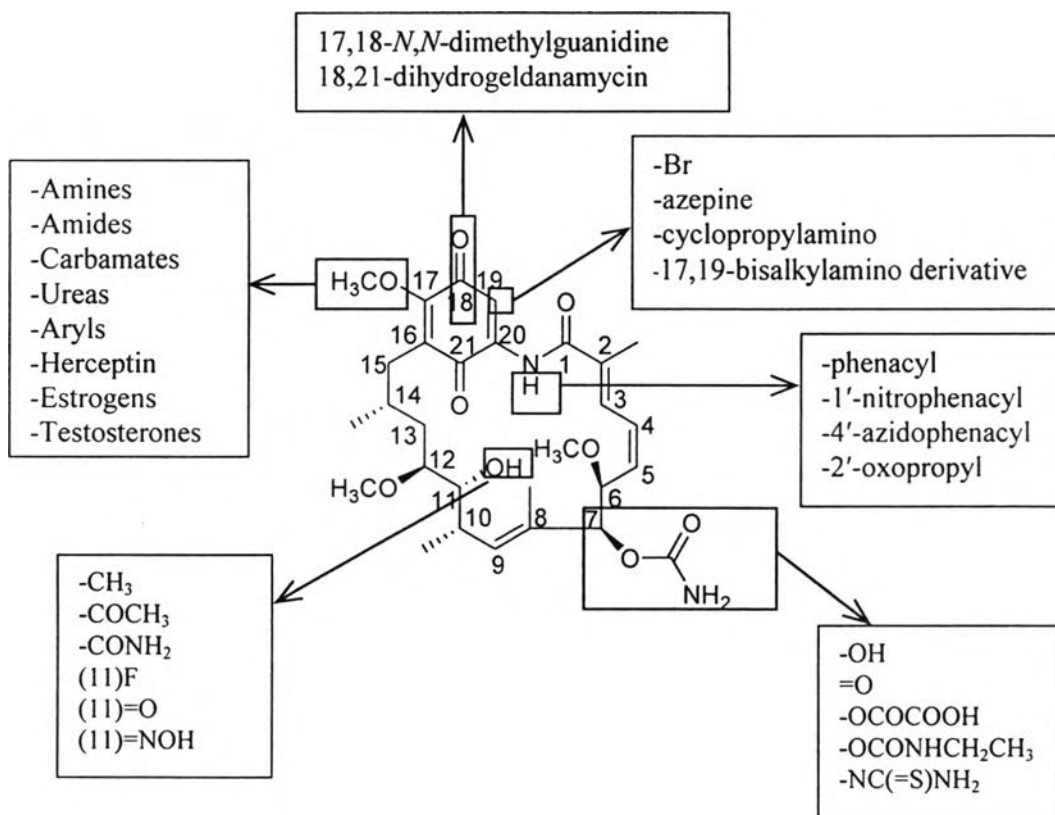 17,18-N,N-dimethylguanidine
18,21-dihydrogeldanamycin
-Amines
-Amides
-Carbamates
-Ureas
-Aryls
-Herceptin
-Estrogens
-Testosterones
-Br
-azepine
-cyclopropylamino
-17,19-bisalkylamino derivative
O
H₃CO
17
18
19
16
20
21
O
N
H
O
1
2
3
4
5
6
7
8
9
10
11
12
13
14
15
OH
H₃CO
H₃CO
O
O
NH₂
-phenacyl
-1′-nitrophenacyl
-4′-azidophenacyl
-2′-oxopropyl
-CH₃
-COCH₃
-CONH₂
(11)F
(11)=O
(11)=NOH
-OH
=O
-OCOCOOH
-OCONHCH₂CH₃
-NC(=S)NH₂